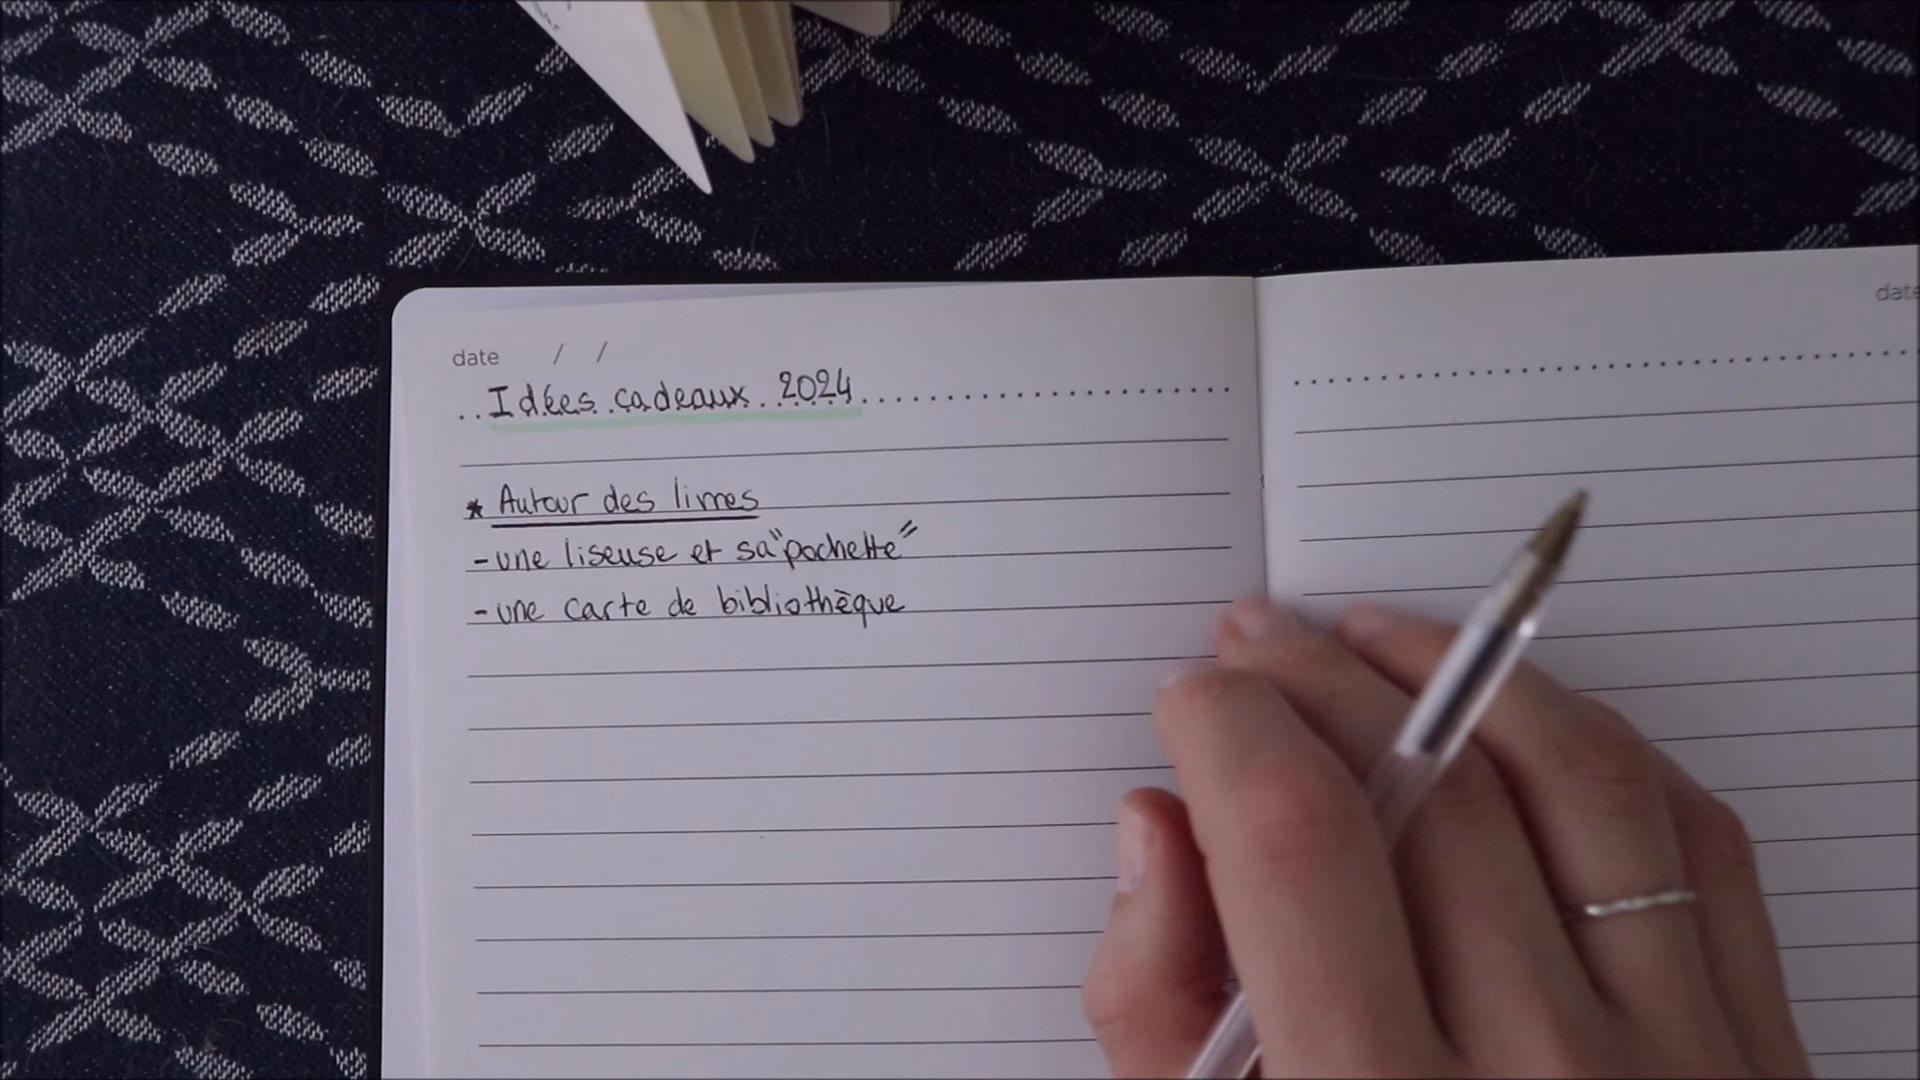 date / /
Idées cadeaux 2024
* Autour des livres
- une liseuse et sa "pochette"
- une carte de bibliothèque
date